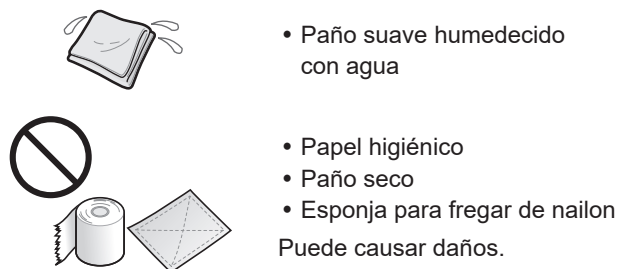 • Paño suave humedecido
con agua
• Papel higiénico
• Paño seco
• Esponja para fregar de nailon
Puede causar daños.